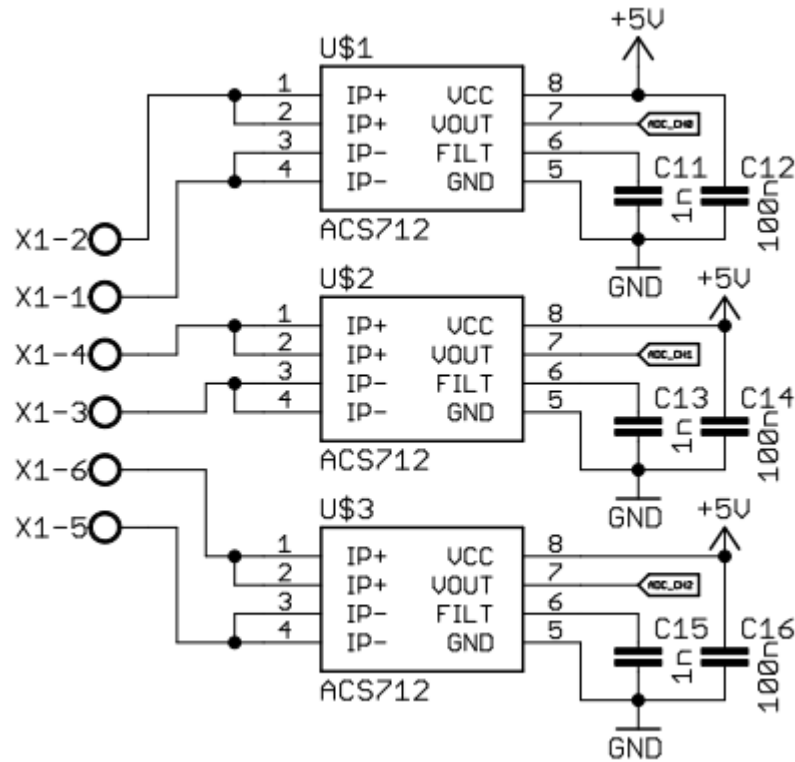 +5V
U$1
1 IP+ VCC 8
2 IP+ VOUT 7 ADC_CH0
3 IP- FILT 6
4 IP- GND 5
C11 C12
1n 100n
ACS712
X1-2
GND
X1-1
U$2
+5V
1 IP+ VCC 8
X1-4
2 IP+ VOUT 7 ADC_CH1
3 IP- FILT 6
X1-3
4 IP- GND 5
C13 C14
1n 100n
ACS712
X1-6
GND
U$3
+5V
X1-5
1 IP+ VCC 8
2 IP+ VOUT 7 ADC_CH2
3 IP- FILT 6
4 IP- GND 5
C15 C16
1n 100n
ACS712
GND